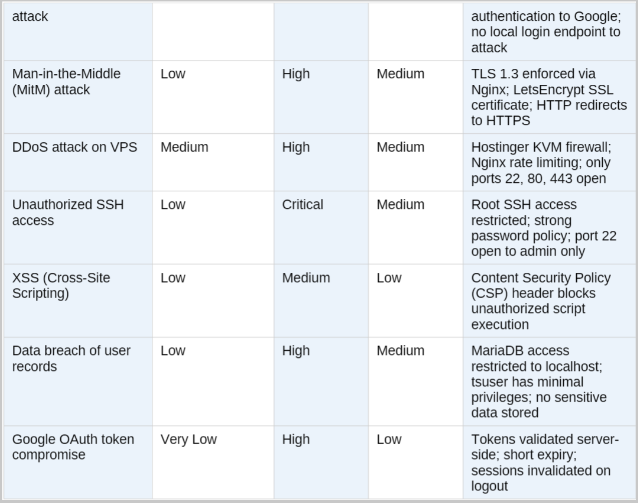 attack
authentication to Google;
no local login endpoint to
attack
Man-in-the-Middle
(MitM) attack
Low
High
Medium
TLS 1.3 enforced via
Nginx; LetsEncrypt SSL
certificate; HTTP redirects
to HTTPS
DDoS attack on VPS
Medium
High
Medium
Hostinger KVM firewall;
Nginx rate limiting; only
ports 22, 80, 443 open
Unauthorized SSH
access
Low
Critical
Medium
Root SSH access
restricted; strong
password policy; port 22
open to admin only
XSS (Cross-Site
Scripting)
Low
Medium
Low
Content Security Policy
(CSP) header blocks
unauthorized script
execution
Data breach of user
records
Low
High
Medium
MariaDB access
restricted to localhost;
tsuser has minimal
privileges; no sensitive
data stored
Google OAuth token
compromise
Very Low
High
Low
Tokens validated server-
side; short expiry;
sessions invalidated on
logout